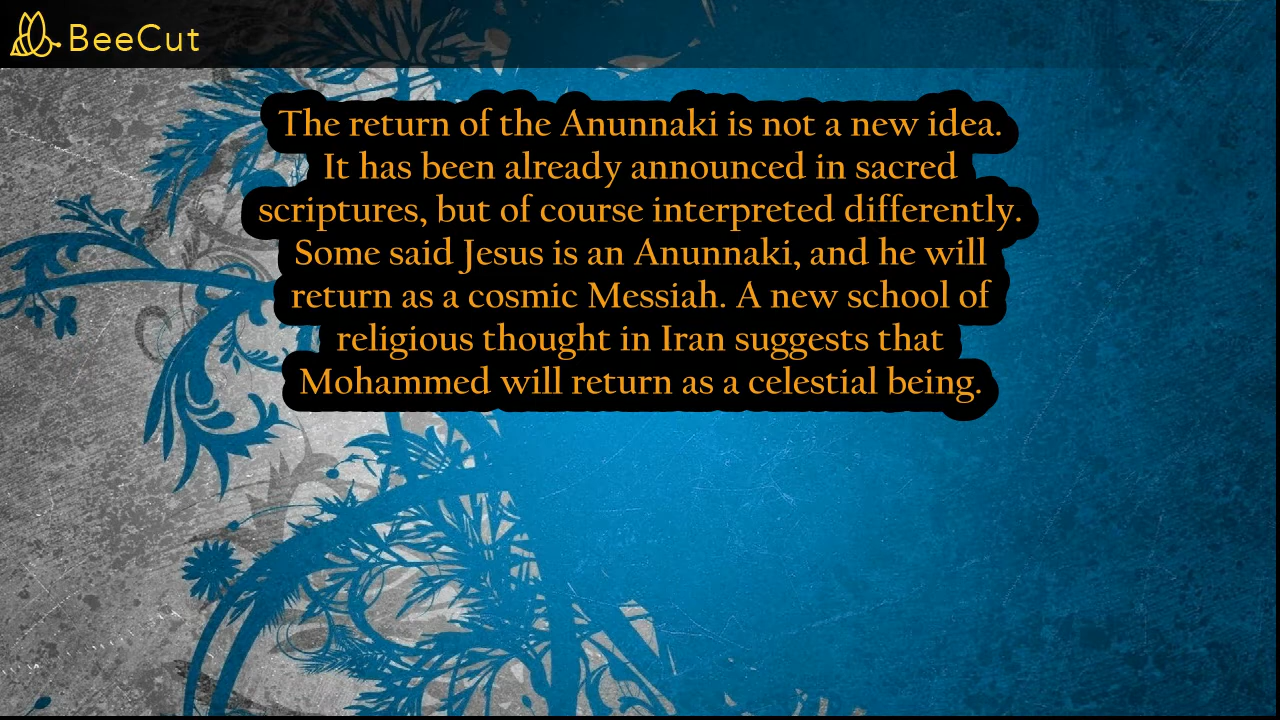 BeeCut
The return of the Anunnaki is not a new idea.
It has been already announced in sacred
scriptures, but of course interpreted differently.
Some said Jesus is an Anunnaki, and he will
return as a cosmic Messiah. A new school of
religious thought in Iran suggests that
Mohammed will return as a celestial being.